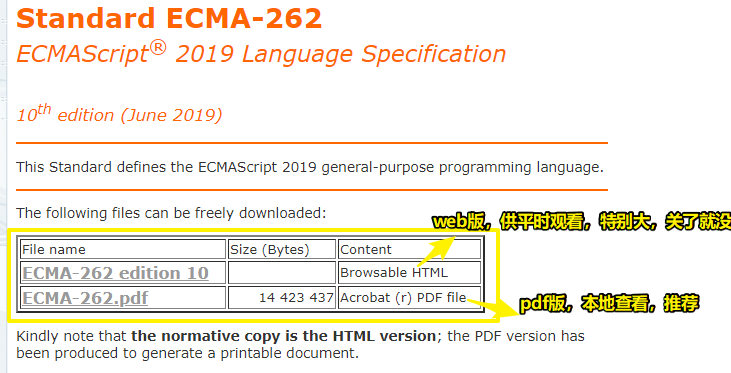 Standard ECMA-262
ECMAScript® 2019 Language Specification
10th edition (June 2019)
This Standard defines the ECMAScript 2019 general-purpose programming language.
The following files can be freely downloaded:
web版，供平时观看，特别大，关了就没
File name Size (Bytes) Content
ECMA-262 edition 10 Browsable HTML
ECMA-262.pdf 14 423 437 Acrobat (r) PDF file
pdf版，本地查看，推荐
Kindly note that the normative copy is the HTML version; the PDF version has
been produced to generate a printable document.